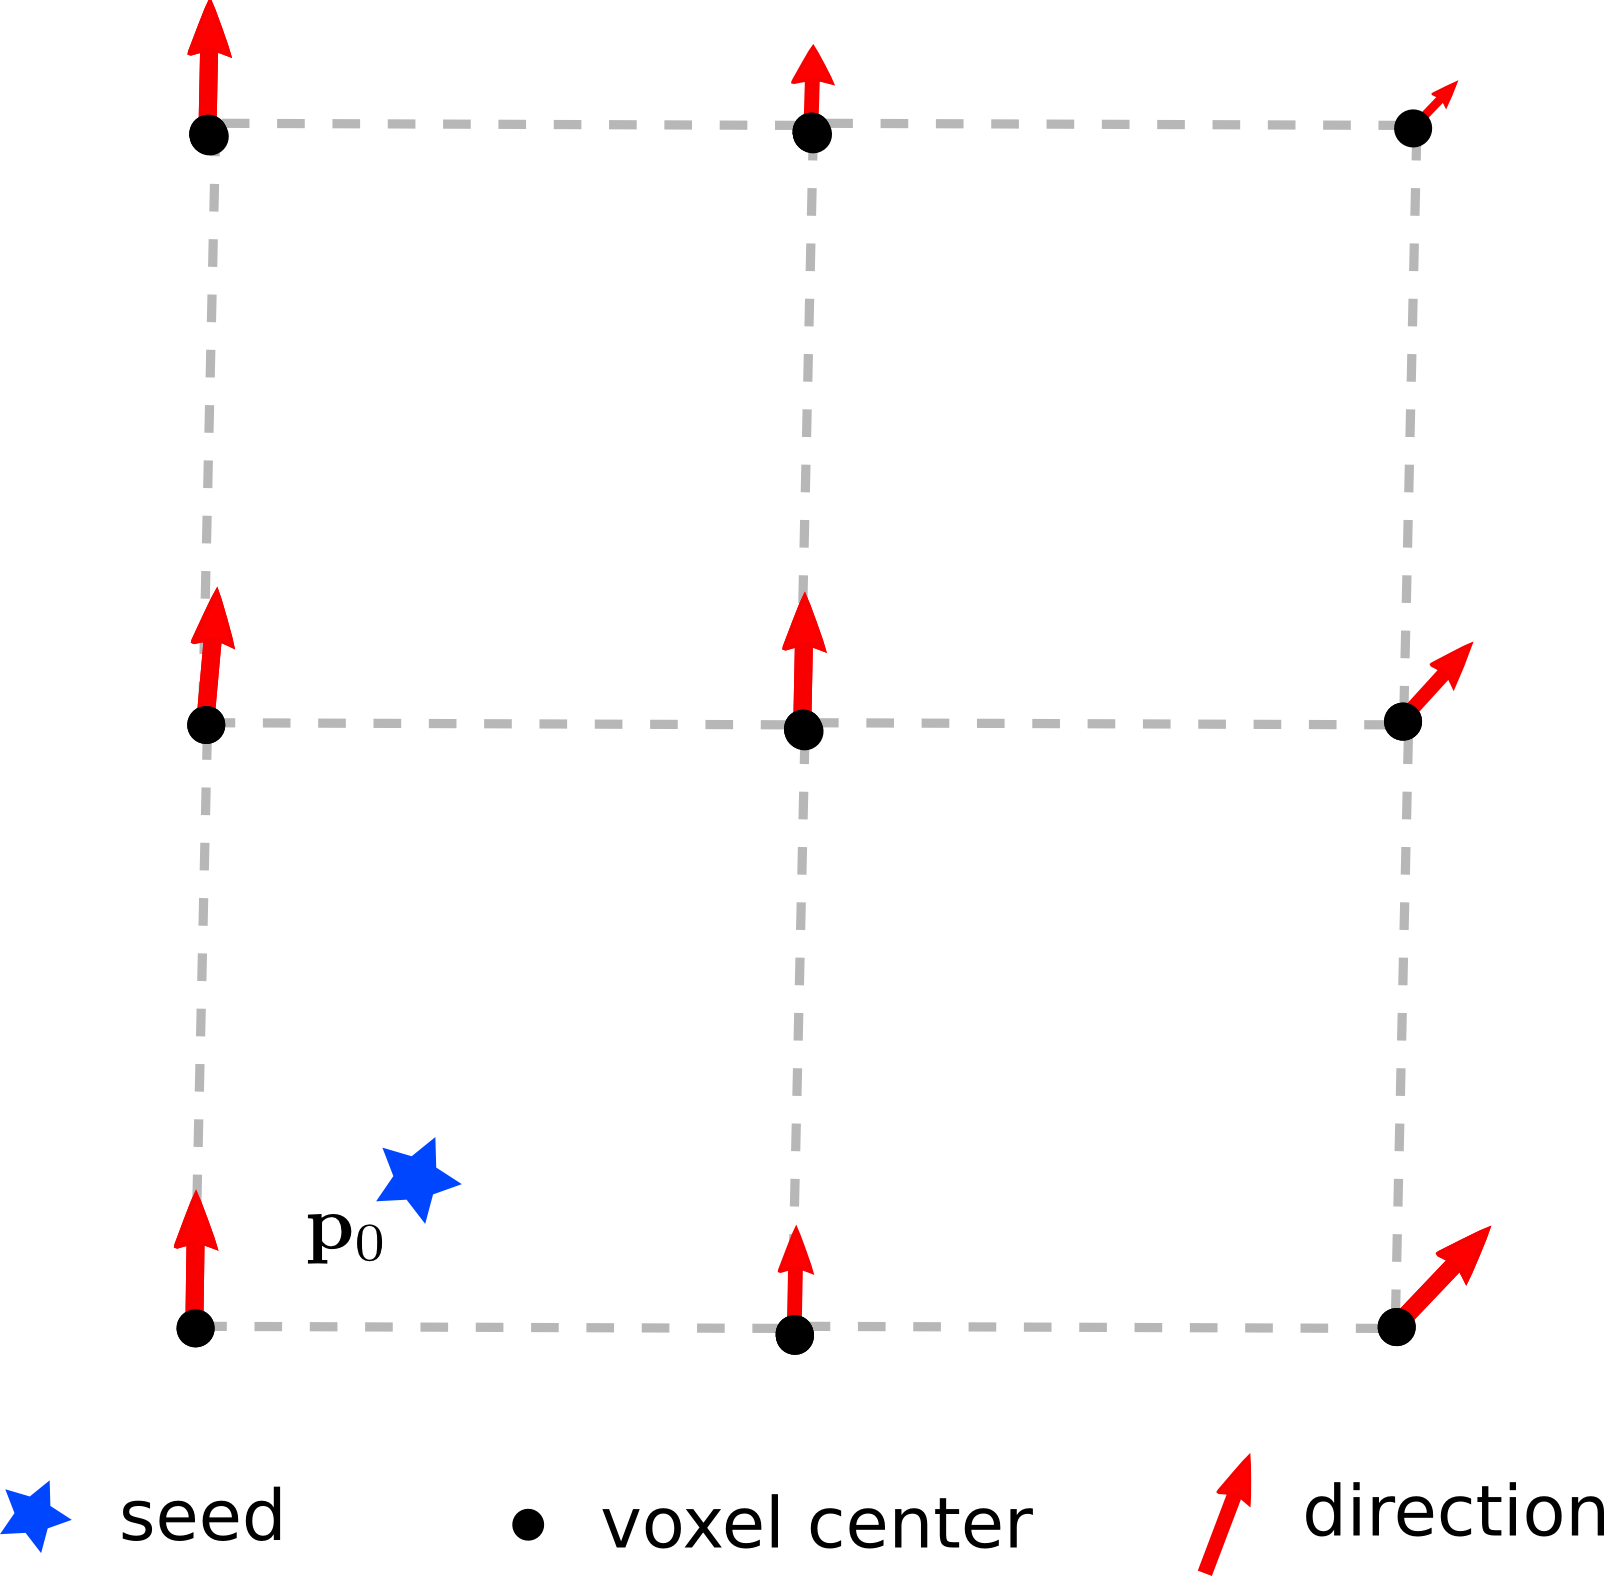 p₀
seed
voxel center
direction